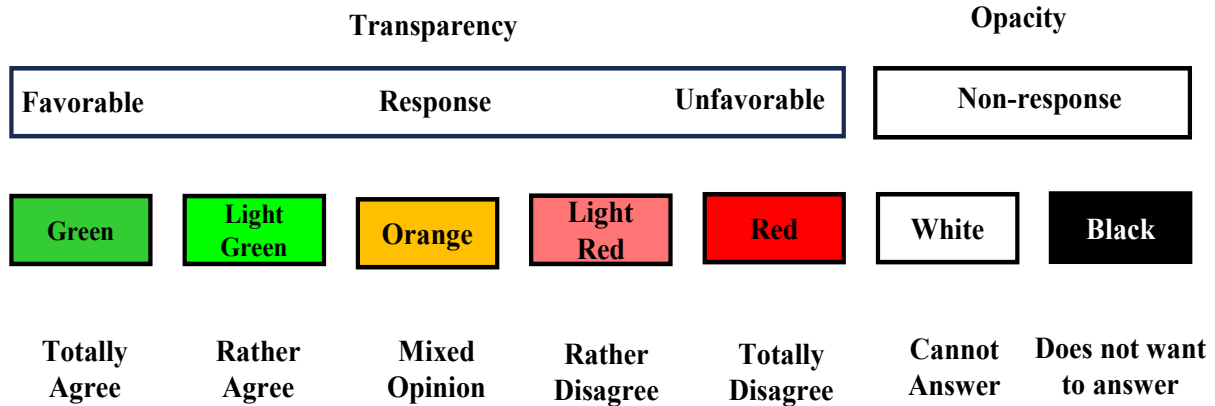 Transparency
Opacity
Favorable Response Unfavorable
Non-response
Green
Light
Green
Orange
Light
Red
Red
White
Black
Totally
Agree
Rather
Agree
Mixed
Opinion
Rather
Disagree
Totally
Disagree
Cannot
Answer
Does not want
to answer